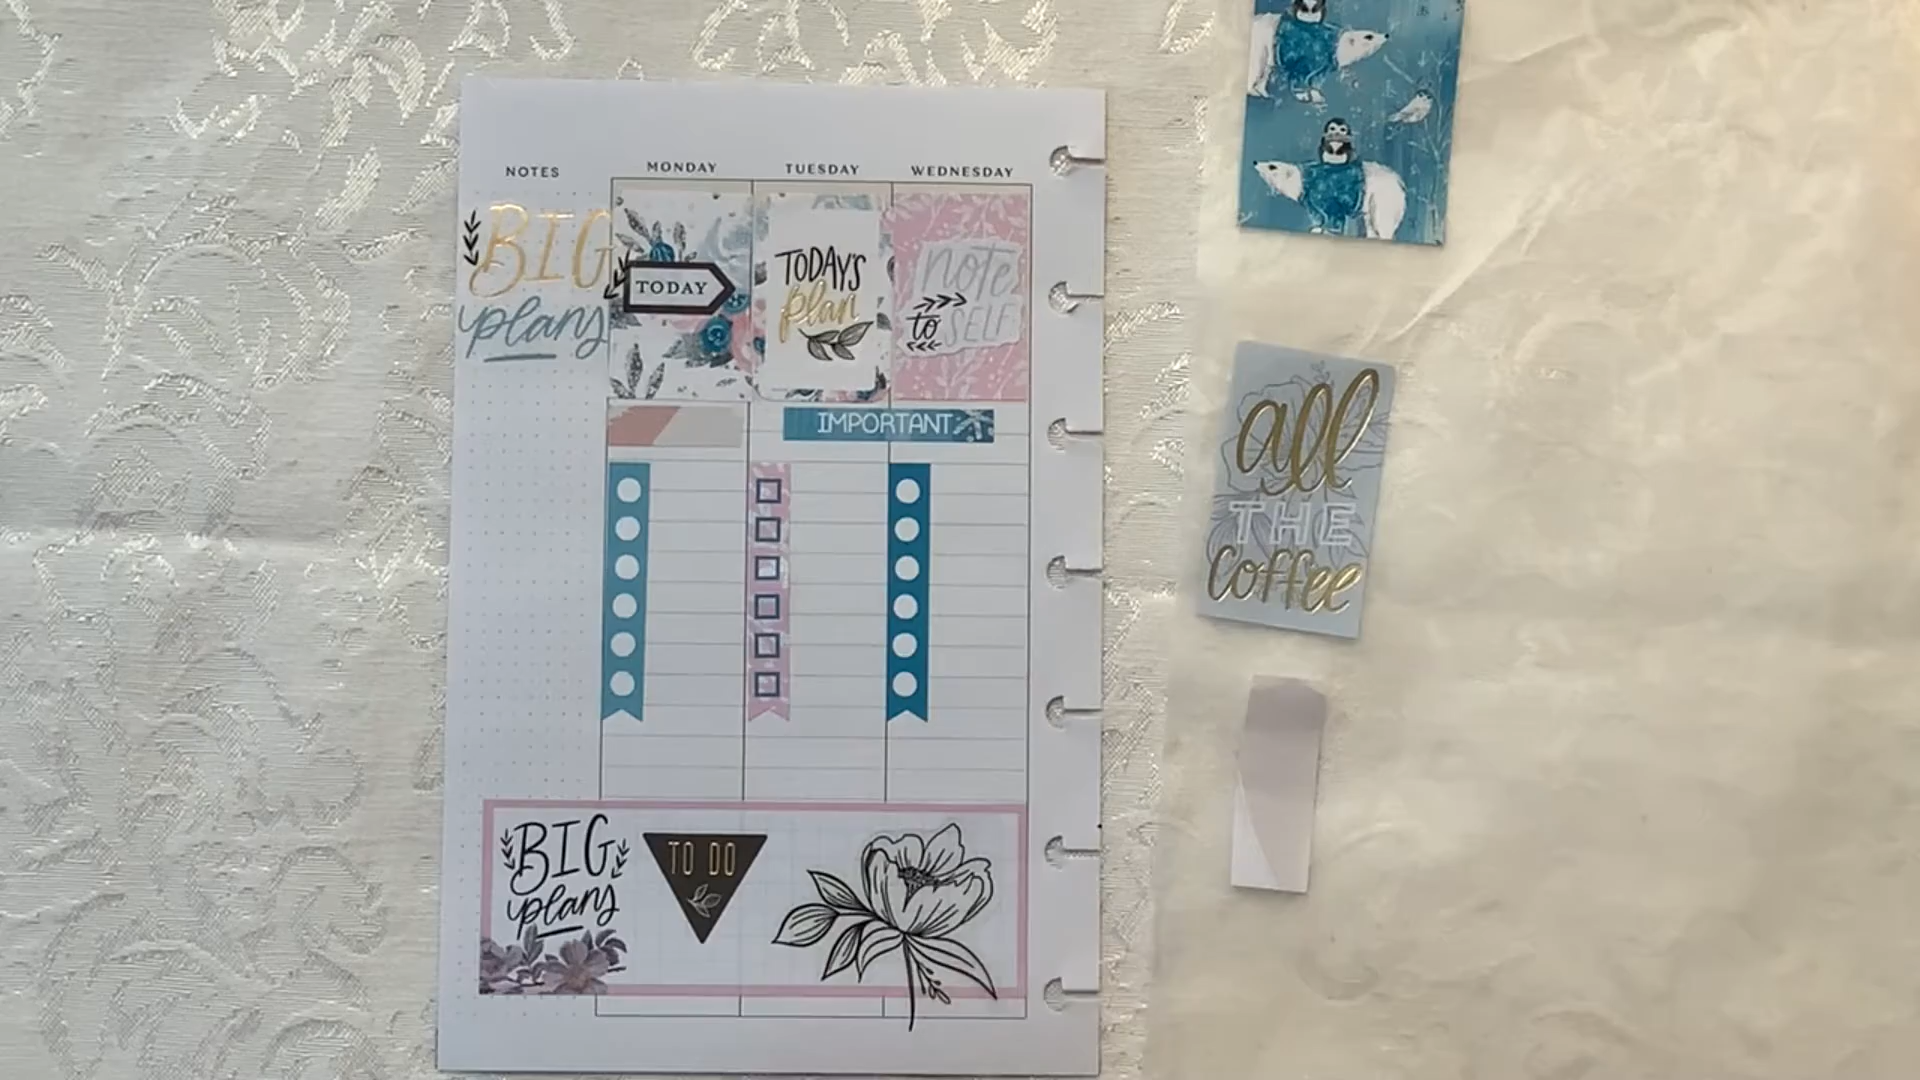 NOTES
MONDAY
TUESDAY
WEDNESDAY
BIG
plans
TODAY
TODAY'S
plan
note
to SELF
IMPORTANT
BIG
plans
TO DO
all
THE
Coffee